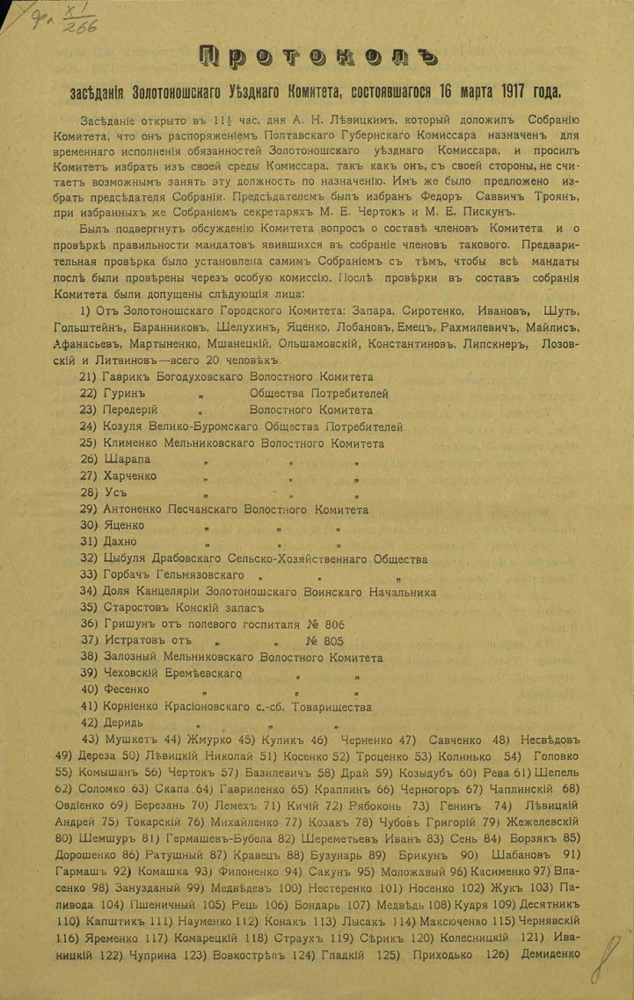 фл XI/266
Протоколъ
засѣданія Золотоношскаго Уѣзднаго Комитета, состоявшагося 16 марта 1917 года.
Засѣданіе открыто въ 11½ час. дня А. Н. Лѣвицкимъ, который доложилъ Собранію
Комитета, что онъ распоряженіемъ Полтавскаго Губернскаго Комиссара назначенъ для
временнаго исполненія обязанностей Золотоношскаго уѣзднаго Комиссара, и просилъ
Комитетъ избрать изъ своей среды Комиссара, такъ какъ онъ, съ своей стороны, не счи-
таетъ возможнымъ занять эту должность по назначенію. Имъ же было предложено из-
брать предсѣдателя Собранія. Предсѣдателемъ былъ избранъ Федоръ Саввичъ Троянъ,
при избранныхъ же Собраніемъ секретаряхъ М. Е. Чертокъ и М. Е. Пискунъ.
Былъ подвергнутъ обсужденію Комитета вопросъ о составѣ членовъ Комитета и о
провѣркѣ правильности мандатовъ явившихся въ собраніе членовъ такового. Предвари-
тельная провѣрка было установлена самимъ Собраніемъ съ тѣмъ, чтобы всѣ мандаты
послѣ были провѣрены черезъ особую комиссію. Послѣ провѣрки въ составъ собранія
Комитета были допущены слѣдующія лица:
1) Отъ Золотоношскаго Городского Комитета: Запара, Сиротенко, Ивановъ, Шуть,
Гольштейнъ, Баранниковъ, Шелухинъ, Яценко, Лобановъ, Емецъ, Рахмилевичъ, Майлисъ,
Афанасьевъ, Мартыненко, Мшанецкій, Ольшамовскій, Константиновъ, Липскнеръ, Лозов-
скій и Литвиновъ—всего 20 человѣкъ.
21) Гаврикъ Богодуховскаго Волостного Комитета
22) Гуринъ „ Общества Потребителей
23) Передерій „ Волостного Комитета
24) Козуля Велико-Буромскаго Общества Потребителей
25) Клименко Мельниковскаго Волостного Комитета
26) Шарапа „ „ „
27) Харченко „ „ „
28) Усъ „ „ „
29) Антоненко Песчанскаго Волостного Комитета
30) Яценко „ „ „
31) Дахно „ „ „
32) Цыбуля Драбовскаго Сельско-Хозяйственнаго Общества
33) Горбачъ Гельмязовскаго „ „ „
34) Доля Канцеляріи Золотоношскаго Воинскаго Начальника
35) Старостовъ Конскій запасъ
36) Гришунъ отъ полевого госпиталя № 806
37) Истратовъ отъ „ „ № 805
38) Залозный Мельниковскаго Волостного Комитета
39) Чеховскій Еремѣевскаго „ „
40) Фесенко „ „ „
41) Корніенко Красіоновскаго с.-сб. Товарищества
42) Деридь „ „ „
43) Мушкетъ 44) Жмурко 45) Куликъ 46) Черненко 47) Савченко 48) Несвѣдовъ
49) Дереза 50) Лѣвицкій Николай 51) Косенко 52) Троценко 53) Колинько 54) Головко
55) Комышанъ 56) Чертокъ 57) Базилевичъ 58) Драй 59) Козыдубъ 60) Рева 61) Шепель
62) Соломко 63) Скапа 64) Гавриленко 65) Краплинъ 66) Черногоръ 67) Чаплинскій 68)
Овдіенко 69) Березань 70) Лемехъ 71) Кичій 72) Рябоконь 73) Генинъ 74) Лѣвицкій
Андрей 75) Токарскій 76) Михайленко 77) Козакъ 78) Чубовъ Григорій 79) Жежелевскій
80) Шемшуръ 81) Гермашевъ-Бубела 82) Шереметьевъ Иванъ 83) Сень 84) Борзякъ 85)
Дорошенко 86) Ратушный 87) Кравецъ 88) Бузунарь 89) Брикунъ 90) Шабановъ 91)
Гармашъ 92) Комашка 93) Филоненко 94) Сакунъ 95) Моложавый 96) Касименко 97) Вла-
сенко 98) Занузданый 99) Медвѣдевъ 100) Нестеренко 101) Носенко 102) Жукъ 103) Па-
ливода 104) Пшеничный 105) Рець 106) Бондарь 107) Медвѣдь 108) Кудря 109) Десятникъ
110) Капштикъ 111) Науменко 112) Конакъ 113) Лысакъ 114) Максюченко 115) Чернявскій
116) Яременко 117) Комарецкій 118) Страухъ 119) Сѣрикъ 120) Колесницкій 121) Ива-
ницкій 122) Чуприна 123) Вовкострѣпъ 124) Гладкій 125) Приходько 126) Демиденко